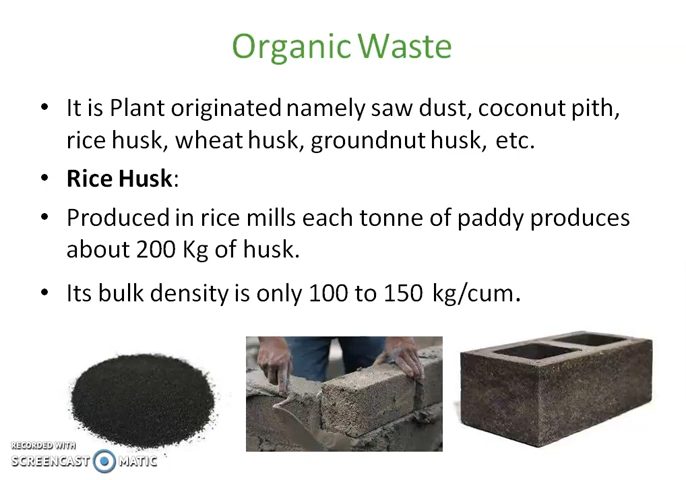 Organic Waste
• It is Plant originated namely saw dust, coconut pith,
rice husk, wheat husk, groundnut husk, etc.
• Rice Husk:
• Produced in rice mills each tonne of paddy produces
about 200 Kg of husk.
• Its bulk density is only 100 to 150 kg/cum.
RECORDED WITH
SCREENCAST MATIC